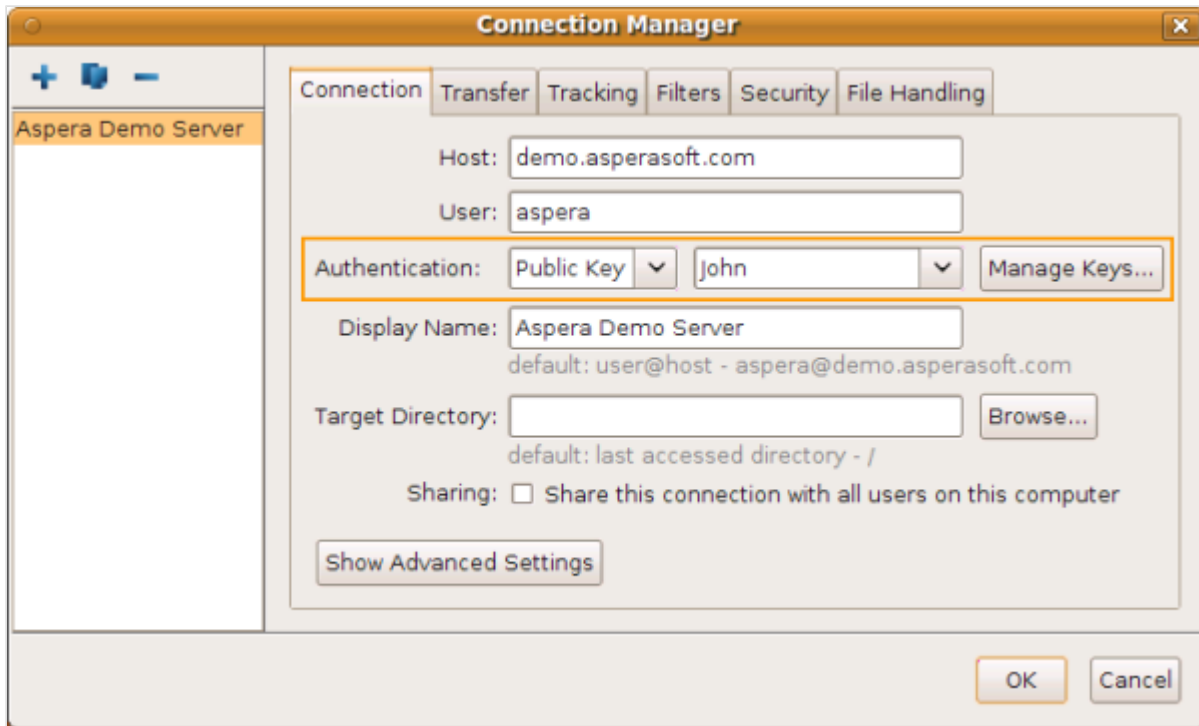 Connection Manager
Connection Transfer Tracking Filters Security File Handling
Aspera Demo Server
Host: demo.asperasoft.com
User: aspera
Authentication: Public Key John Manage Keys...
Display Name: Aspera Demo Server
default: user@host - aspera@demo.asperasoft.com
Target Directory: Browse...
default: last accessed directory - /
Sharing: Share this connection with all users on this computer
Show Advanced Settings
OK Cancel